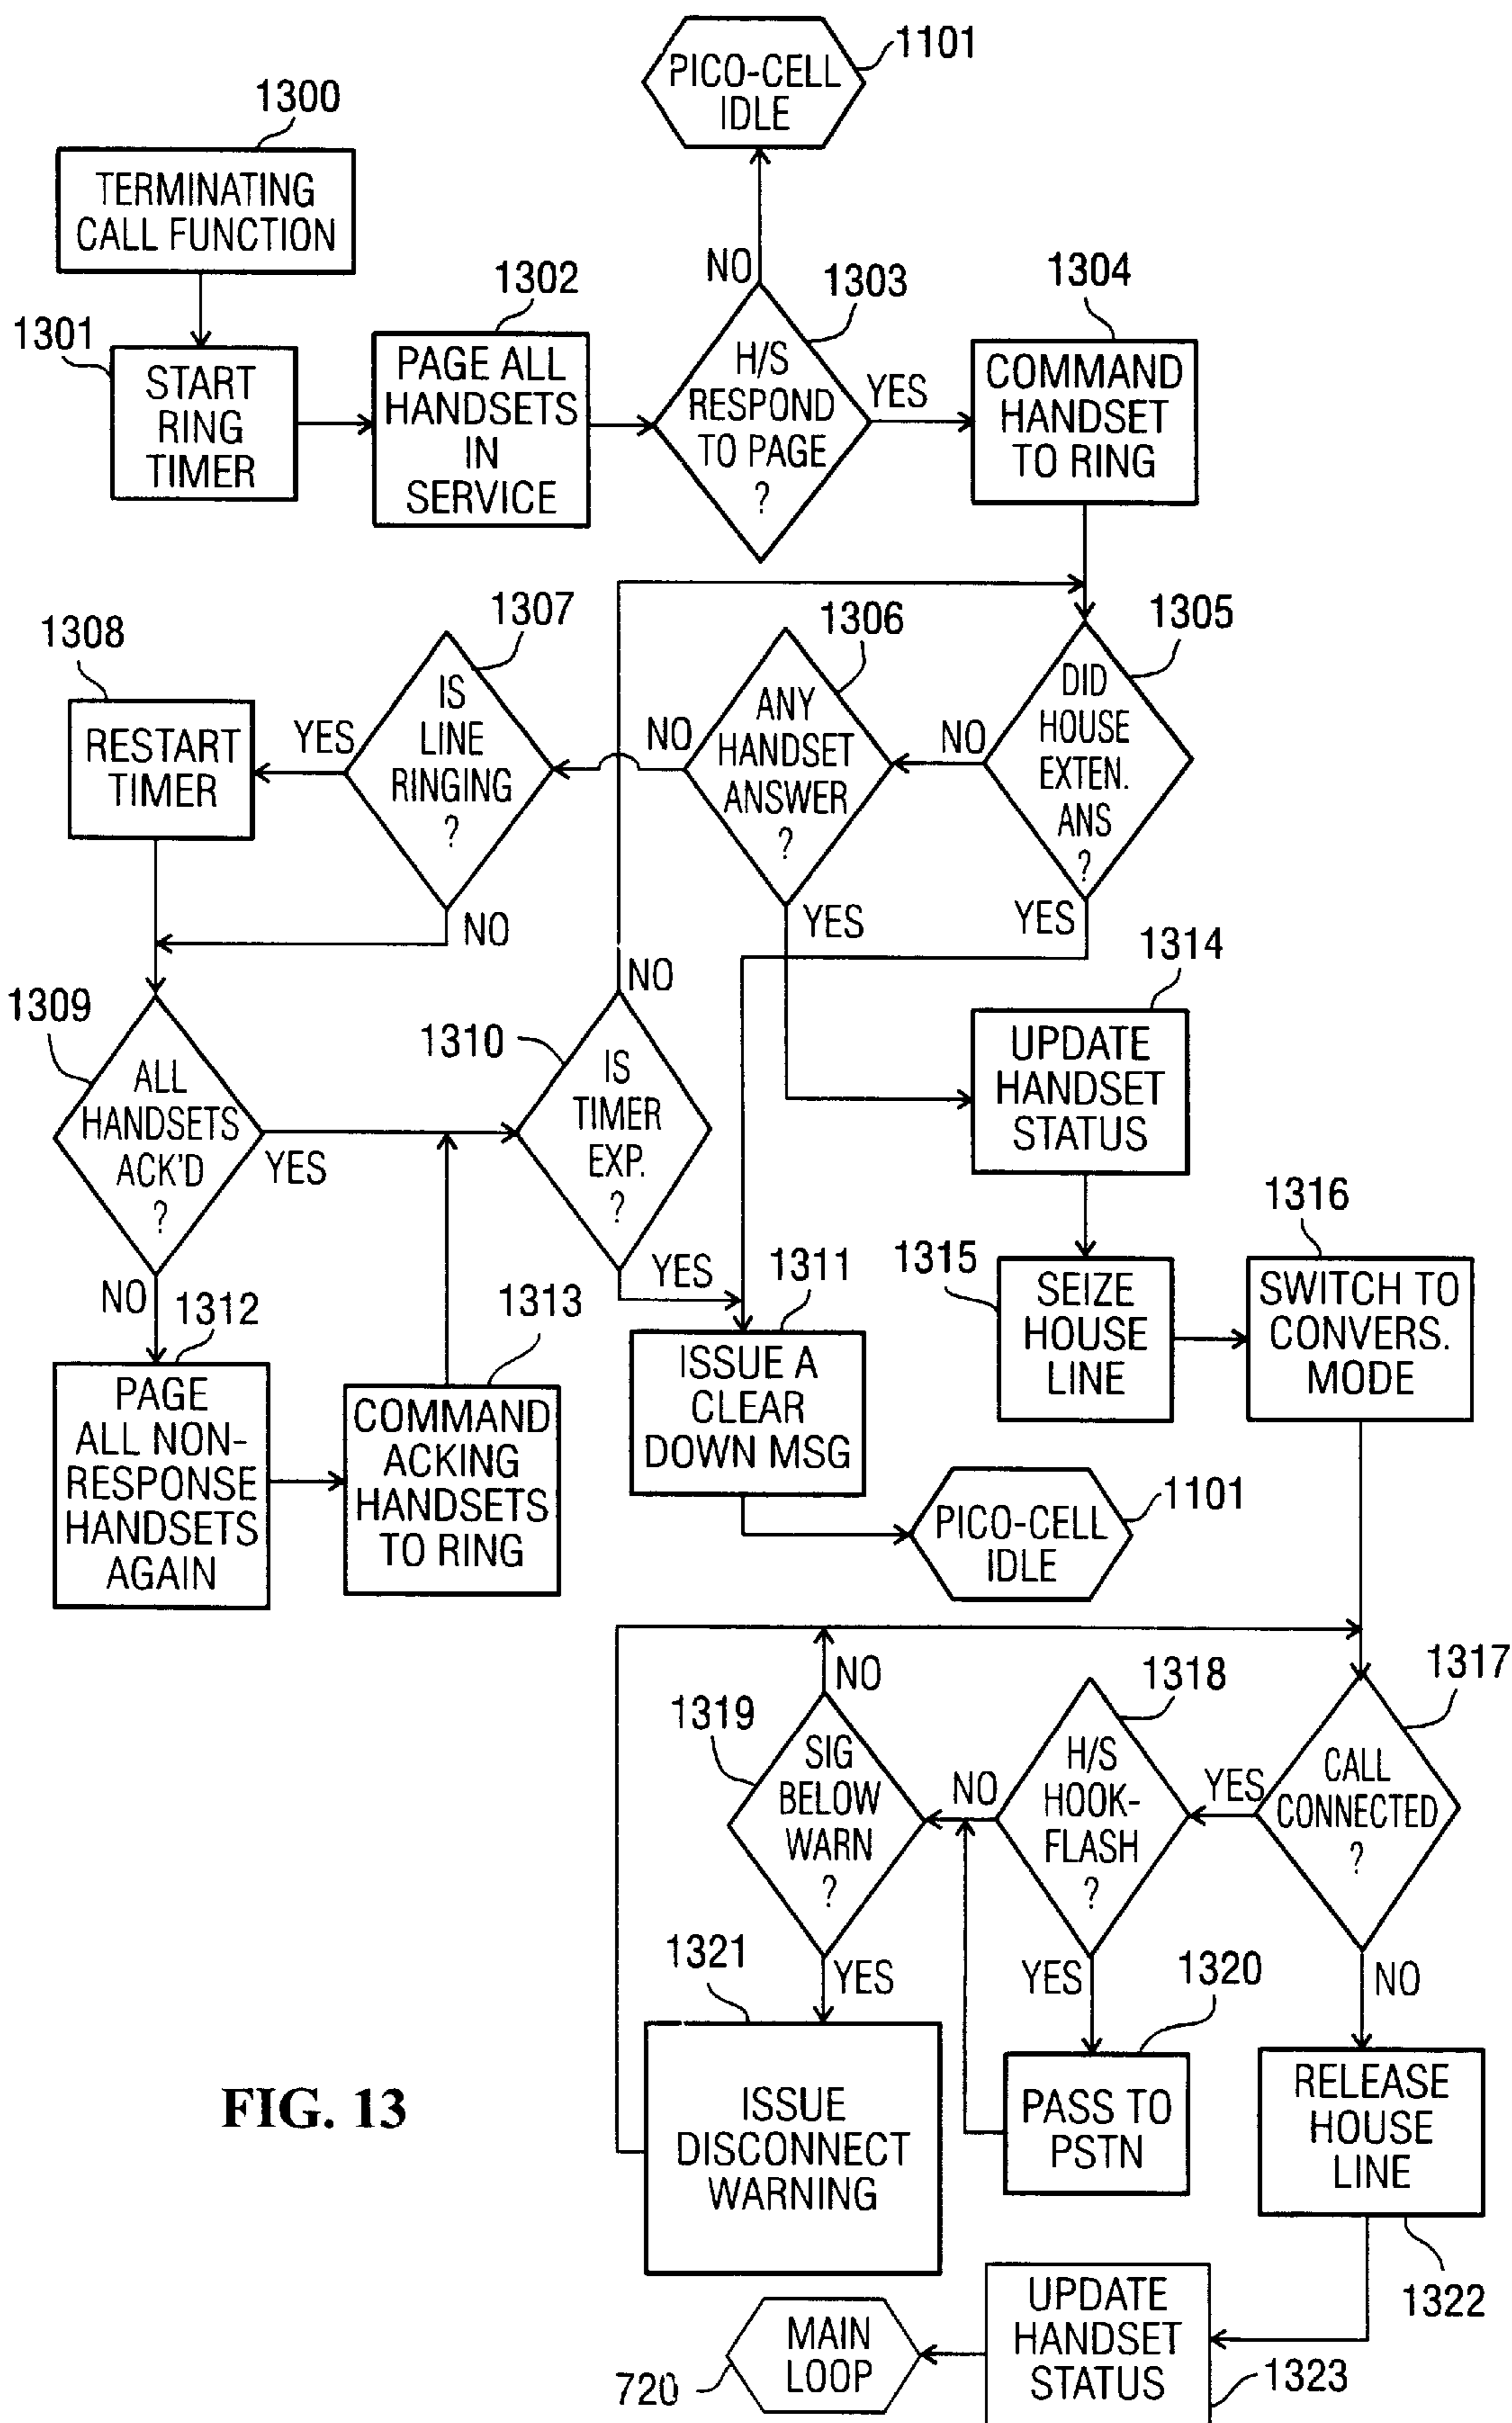 1101
PICO-CELL
IDLE
1300
TERMINATING
CALL FUNCTION
1301
START
RING
TIMER
1302
PAGE ALL
HANDSETS
IN
SERVICE
NO
1303
H/S
RESPOND
TO PAGE
?
YES
1304
COMMAND
HANDSET
TO RING
1305
DID
HOUSE
EXTEN.
ANS
?
NO
YES
1306
ANY
HANDSET
ANSWER
?
NO
YES
1307
IS
LINE
RINGING
?
YES
NO
1308
RESTART
TIMER
1309
ALL
HANDSETS
ACK'D
?
YES
NO
1310
IS
TIMER
EXP.
?
NO
YES
1311
ISSUE A
CLEAR
DOWN MSG
1101
PICO-CELL
IDLE
1312
PAGE
ALL NON-
RESPONSE
HANDSETS
AGAIN
1313
COMMAND
ACKING
HANDSETS
TO RING
1314
UPDATE
HANDSET
STATUS
1315
SEIZE
HOUSE
LINE
1316
SWITCH TO
CONVERS.
MODE
1317
CALL
CONNECTED
?
YES
NO
1318
H/S
HOOK-
FLASH
?
NO
YES
1319
SIG
BELOW
WARN
?
NO
YES
1320
PASS TO
PSTN
1321
ISSUE
DISCONNECT
WARNING
RELEASE
HOUSE
LINE
1322
UPDATE
HANDSET
STATUS
1323
MAIN
LOOP
720
FIG. 13